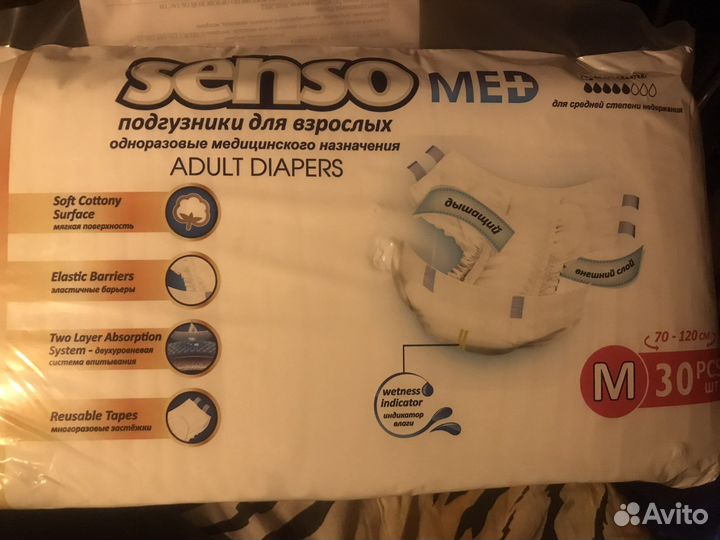 senso MED
Standart
для средней степени недержания
подгузники для взрослых
одноразовые медицинского назначения
ADULT DIAPERS
Soft Cottony
Surface
мягкая поверхность
Elastic Barriers
эластичные барьеры
Two Layer Absorption
System - двухуровневая
система впитывания
Reusable Tapes
многоразовые застёжки
дышащий
внешний слой
wetness
indicator
индикатор
влаги
70 - 120 см
M 30 PCS
шт
Avito